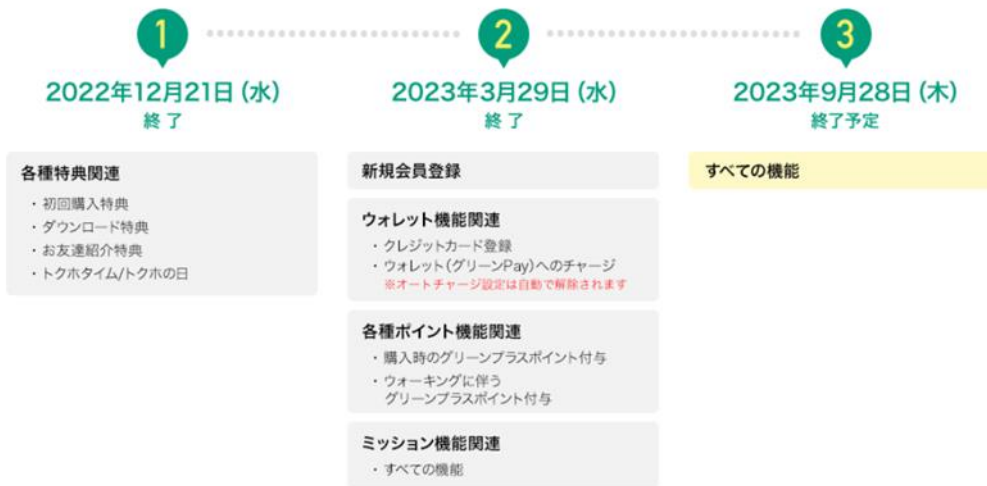 1
2022年12月21日（水）
終 了
各種特典関連
・初回購入特典
・ダウンロード特典
・お友達紹介特典
・トクホタイム/トクホの日
2
2023年3月29日（水）
終 了
新規会員登録
ウォレット機能関連
・クレジットカード登録
・ウォレット（グリーンPay）へのチャージ
※オートチャージ設定は自動で解除されます
各種ポイント機能関連
・購入時のグリーンプラスポイント付与
・ウォーキングに伴う
グリーンプラスポイント付与
ミッション機能関連
・すべての機能
3
2023年9月28日（木）
終了予定
すべての機能